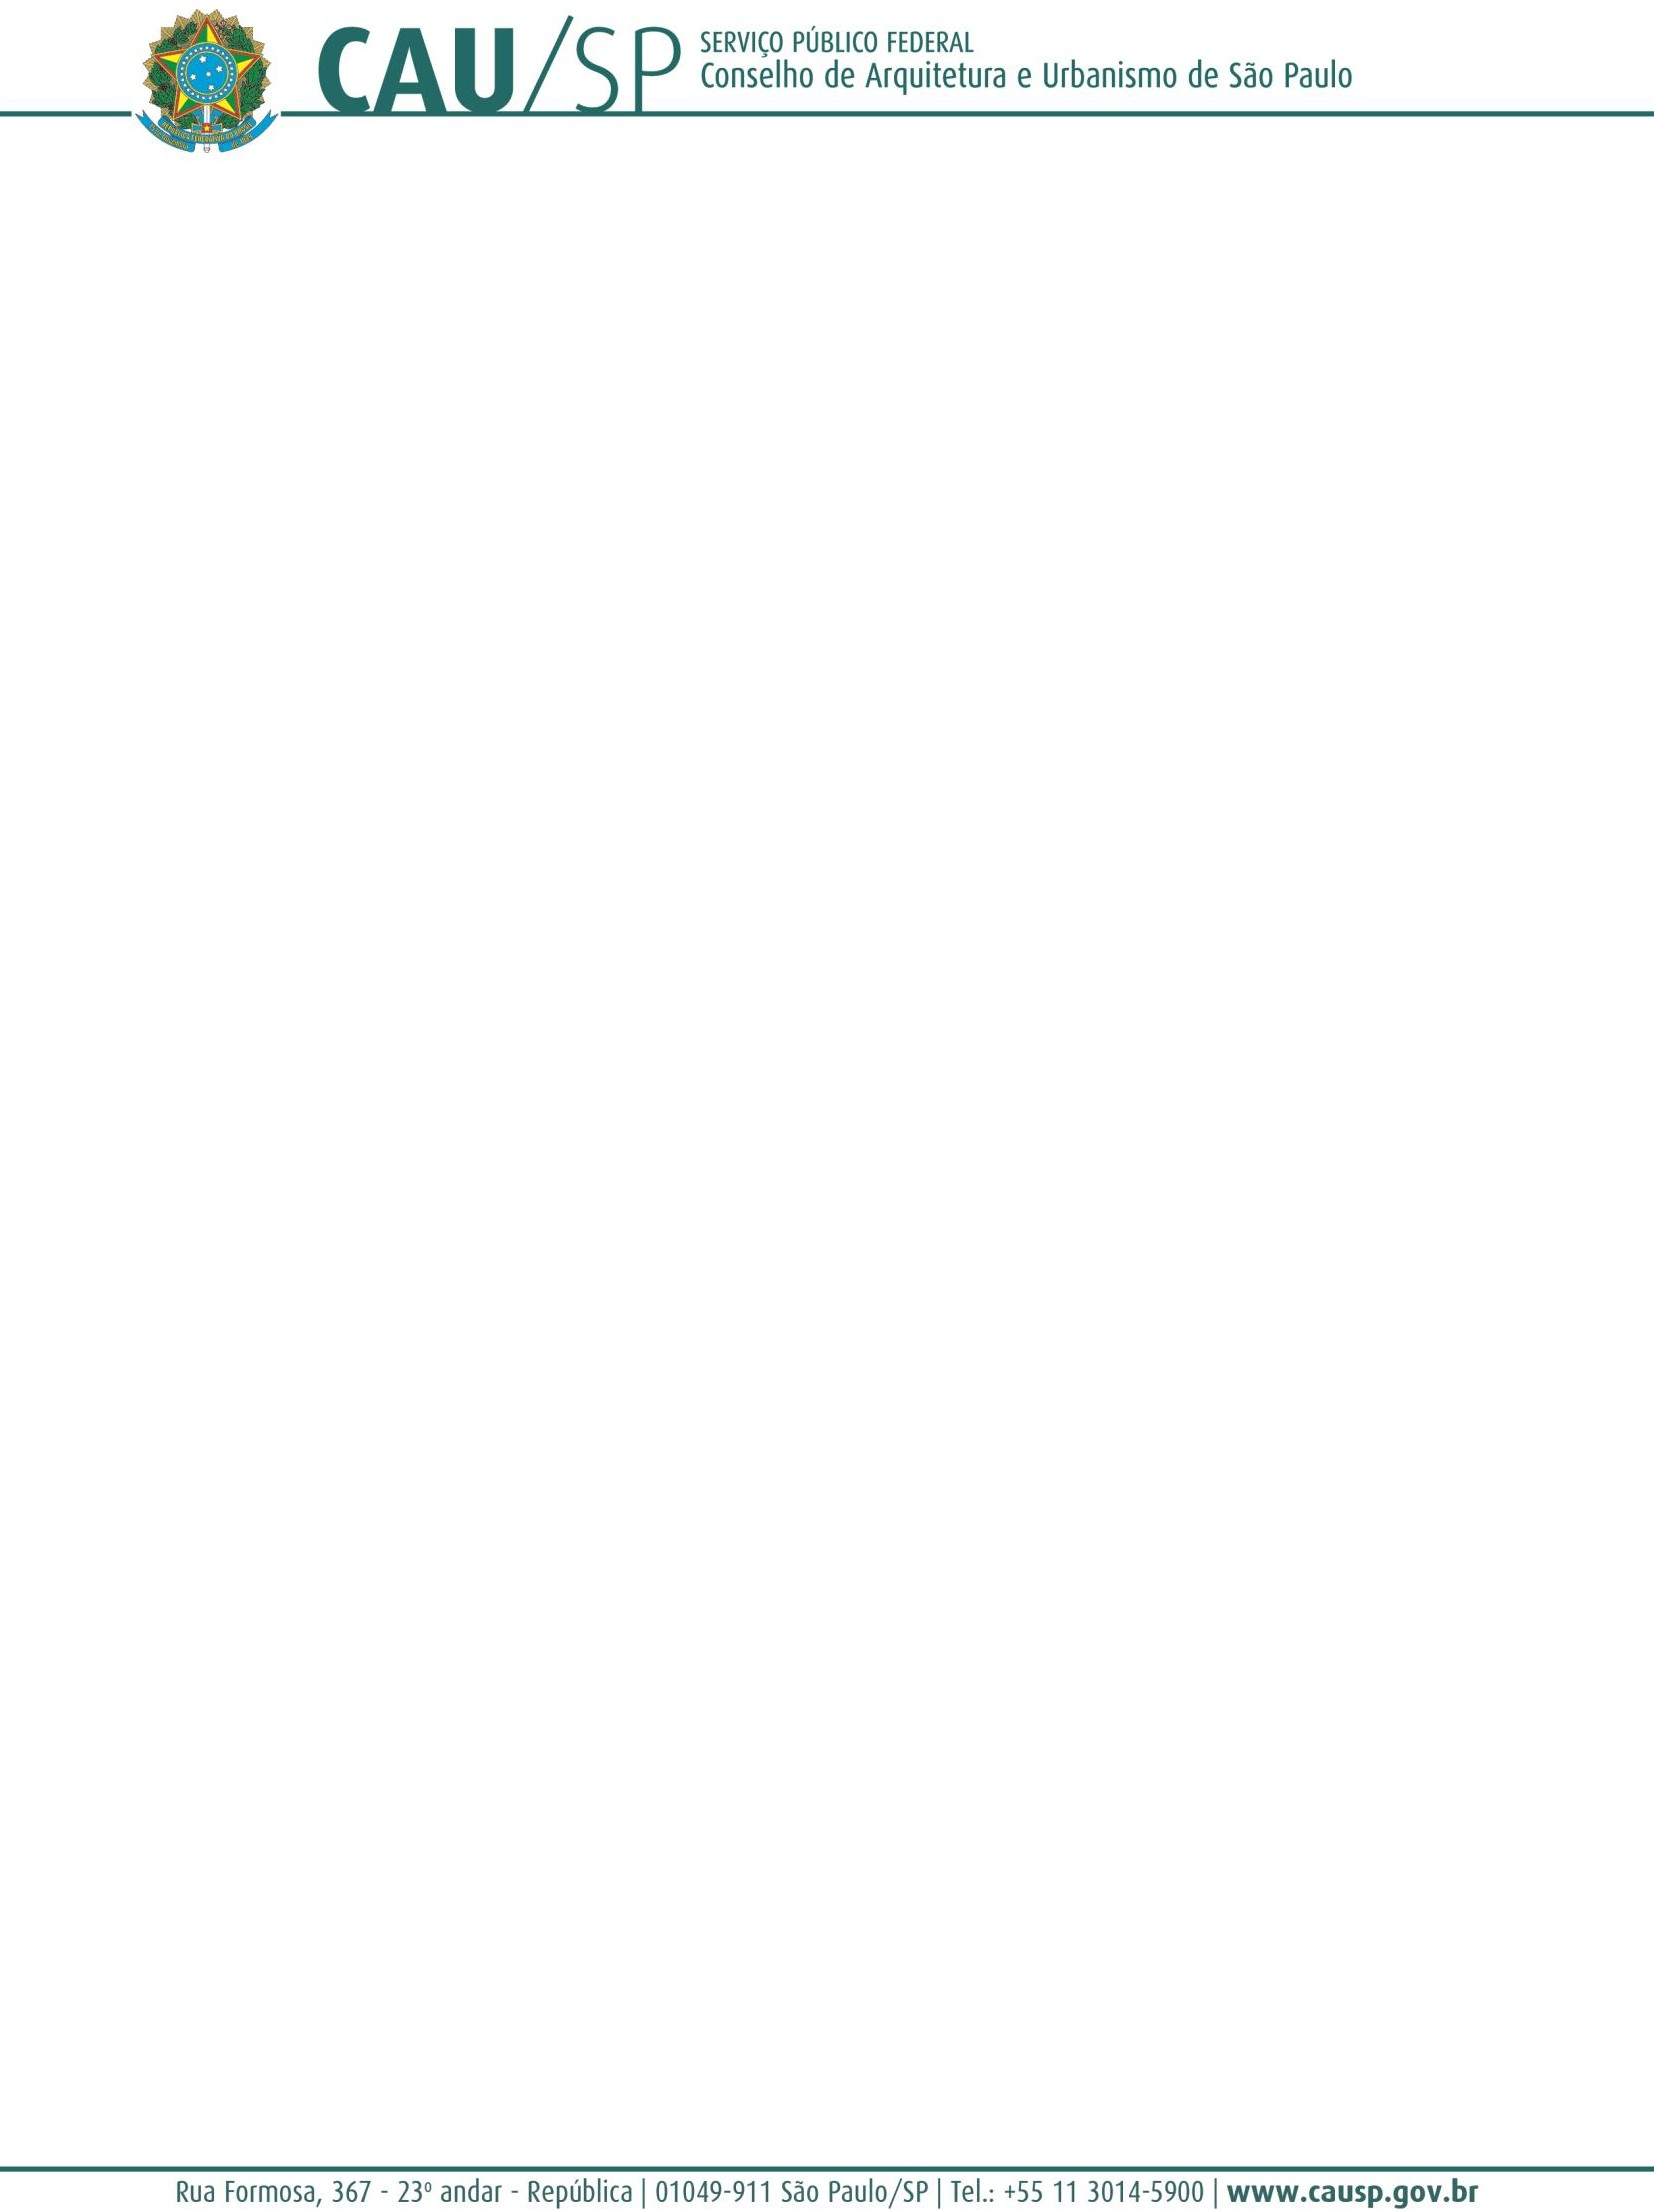 CAU/SP
SERVIÇO PÚBLICO FEDERAL
Conselho de Arquitetura e Urbanismo de São Paulo
Rua Formosa, 367 - 23º andar - República | 01049-911 São Paulo/SP | Tel.: +55 11 3014-5900 | www.causp.gov.br